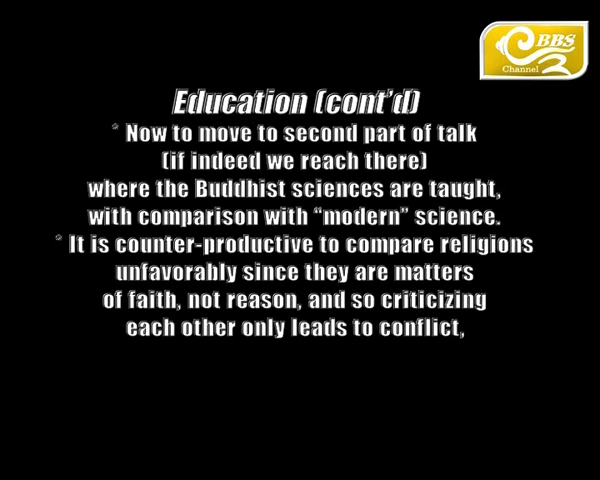 BBS
Channel 2
Education (cont'd)
* Now to move to second part of talk
(if indeed we reach there)
where the Buddhist sciences are taught,
with comparison with “modern” science.
* It is counter-productive to compare religions
unfavorably since they are matters
of faith, not reason, and so criticizing
each other only leads to conflict,